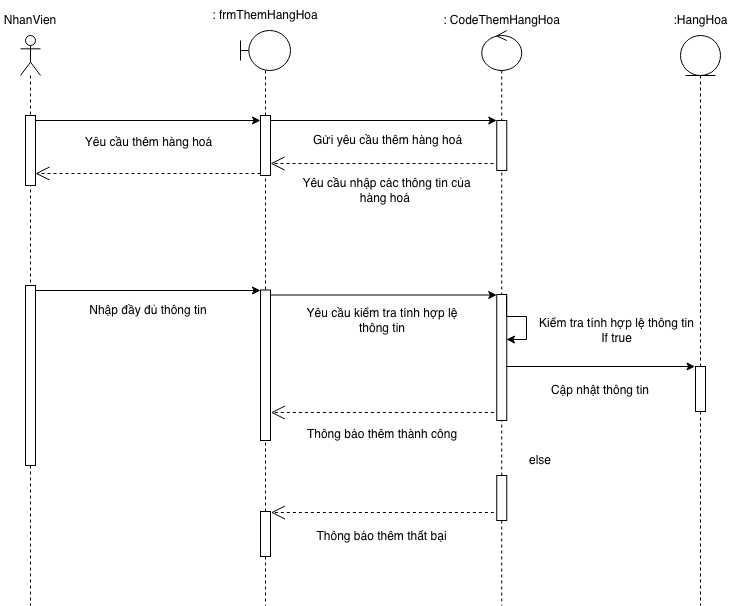 NhanVien
: frmThemHangHoa
: CodeThemHangHoa
:HangHoa
Yêu cầu thêm hàng hoá
Gửi yêu cầu thêm hàng hoá
Yêu cầu nhập các thông tin của
hàng hoá
Nhập đầy đủ thông tin
Yêu cầu kiểm tra tính hợp lệ
thông tin
Kiểm tra tính hợp lệ thông tin
If true
Cập nhật thông tin
Thông báo thêm thành công
else
Thông báo thêm thất bại